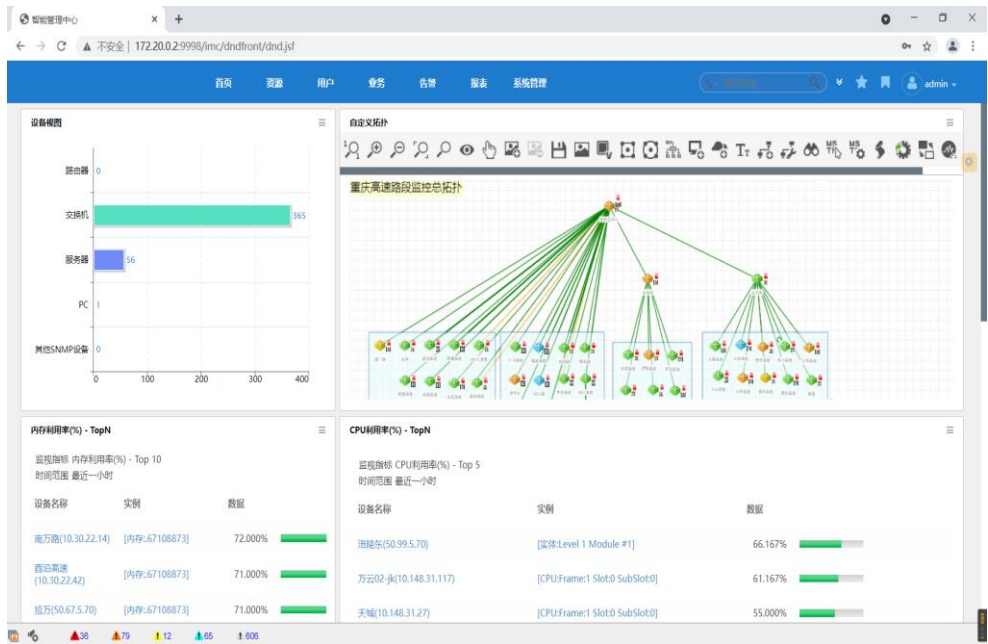 智能管理中心
不安全 | 172.20.0.2:9998/imc/dndfront/dnd.jsf
首页 资源 用户 业务 告警 报表 系统管理
admin
设备视图
路由器 0
交换机 365
服务器 56
PC 1
其他SNMP设备 0
0 100 200 300 400
自定义拓扑
重庆高速路段监控总拓扑
内存利用率(%) - TopN
监视指标 内存利用率(%) - Top 10
时间范围 最近一小时
设备名称 实例 数据
南万路(10.30.22.14) [内存:67108873] 72.000%
酉沿高速
(10.30.22.42) [内存:67108873] 71.000%
拾万(50.67.5.70) [内存:67108873] 71.000%
CPU利用率(%) - TopN
监视指标 CPU利用率(%) - Top 5
时间范围 最近一小时
设备名称 实例 数据
涪陵东(50.99.5.70) [实体:Level 1 Module #1] 66.167%
万云02-jk(10.148.31.117) [CPU:Frame:1 Slot:0 SubSlot:0] 61.167%
天城(10.148.31.27) [CPU:Frame:1 Slot:0 SubSlot:0] 55.000%
36 79 12 65 606